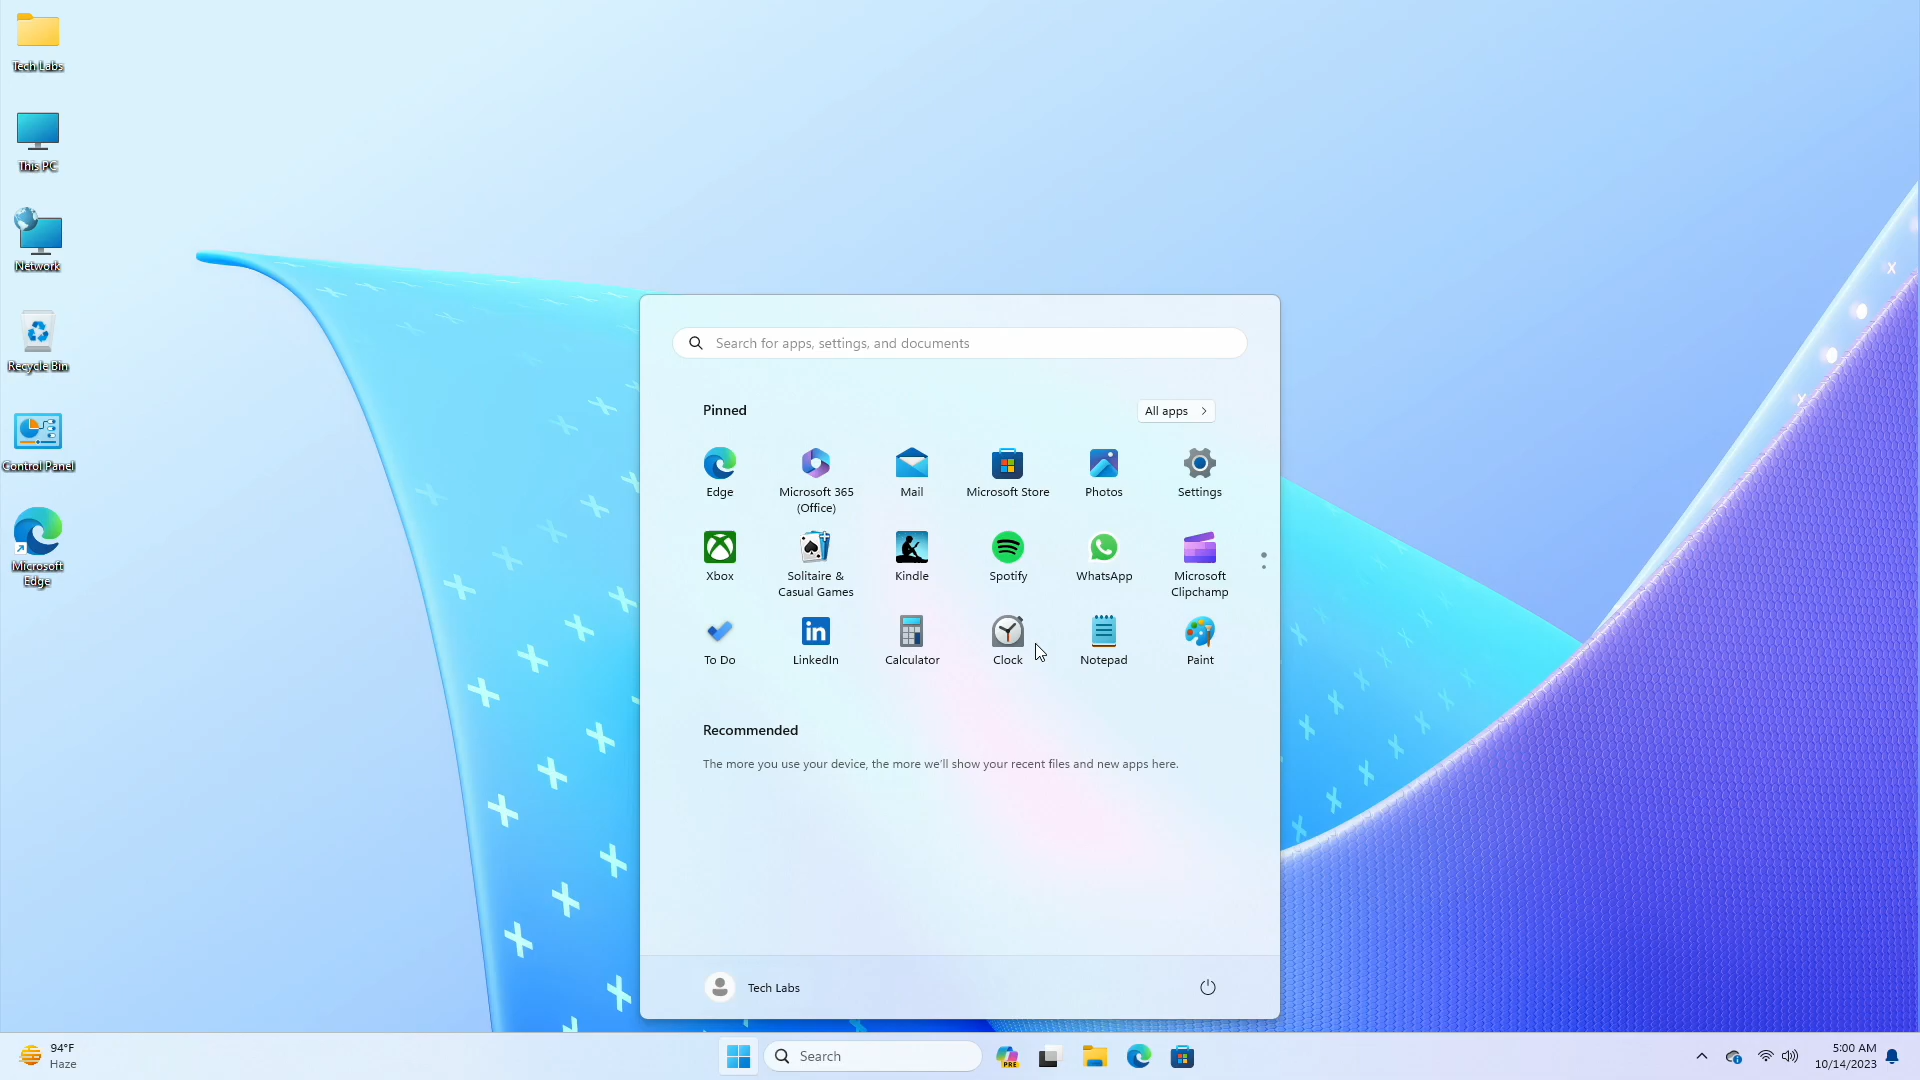 Tech Labs
This PC
Network
Recycle Bin
Control Panel
Microsoft
Edge
Search for apps, settings, and documents
Pinned
All apps
Edge
Microsoft 365
(Office)
Mail
Microsoft Store
Photos
Settings
Xbox
Solitaire &
Casual Games
Kindle
Spotify
WhatsApp
Microsoft
Clipchamp
To Do
LinkedIn
Calculator
Clock
Notepad
Paint
Recommended
The more you use your device, the more we'll show your recent files and new apps here.
Tech Labs
94°F
Haze
Search
PRE
5:00 AM
10/14/2023